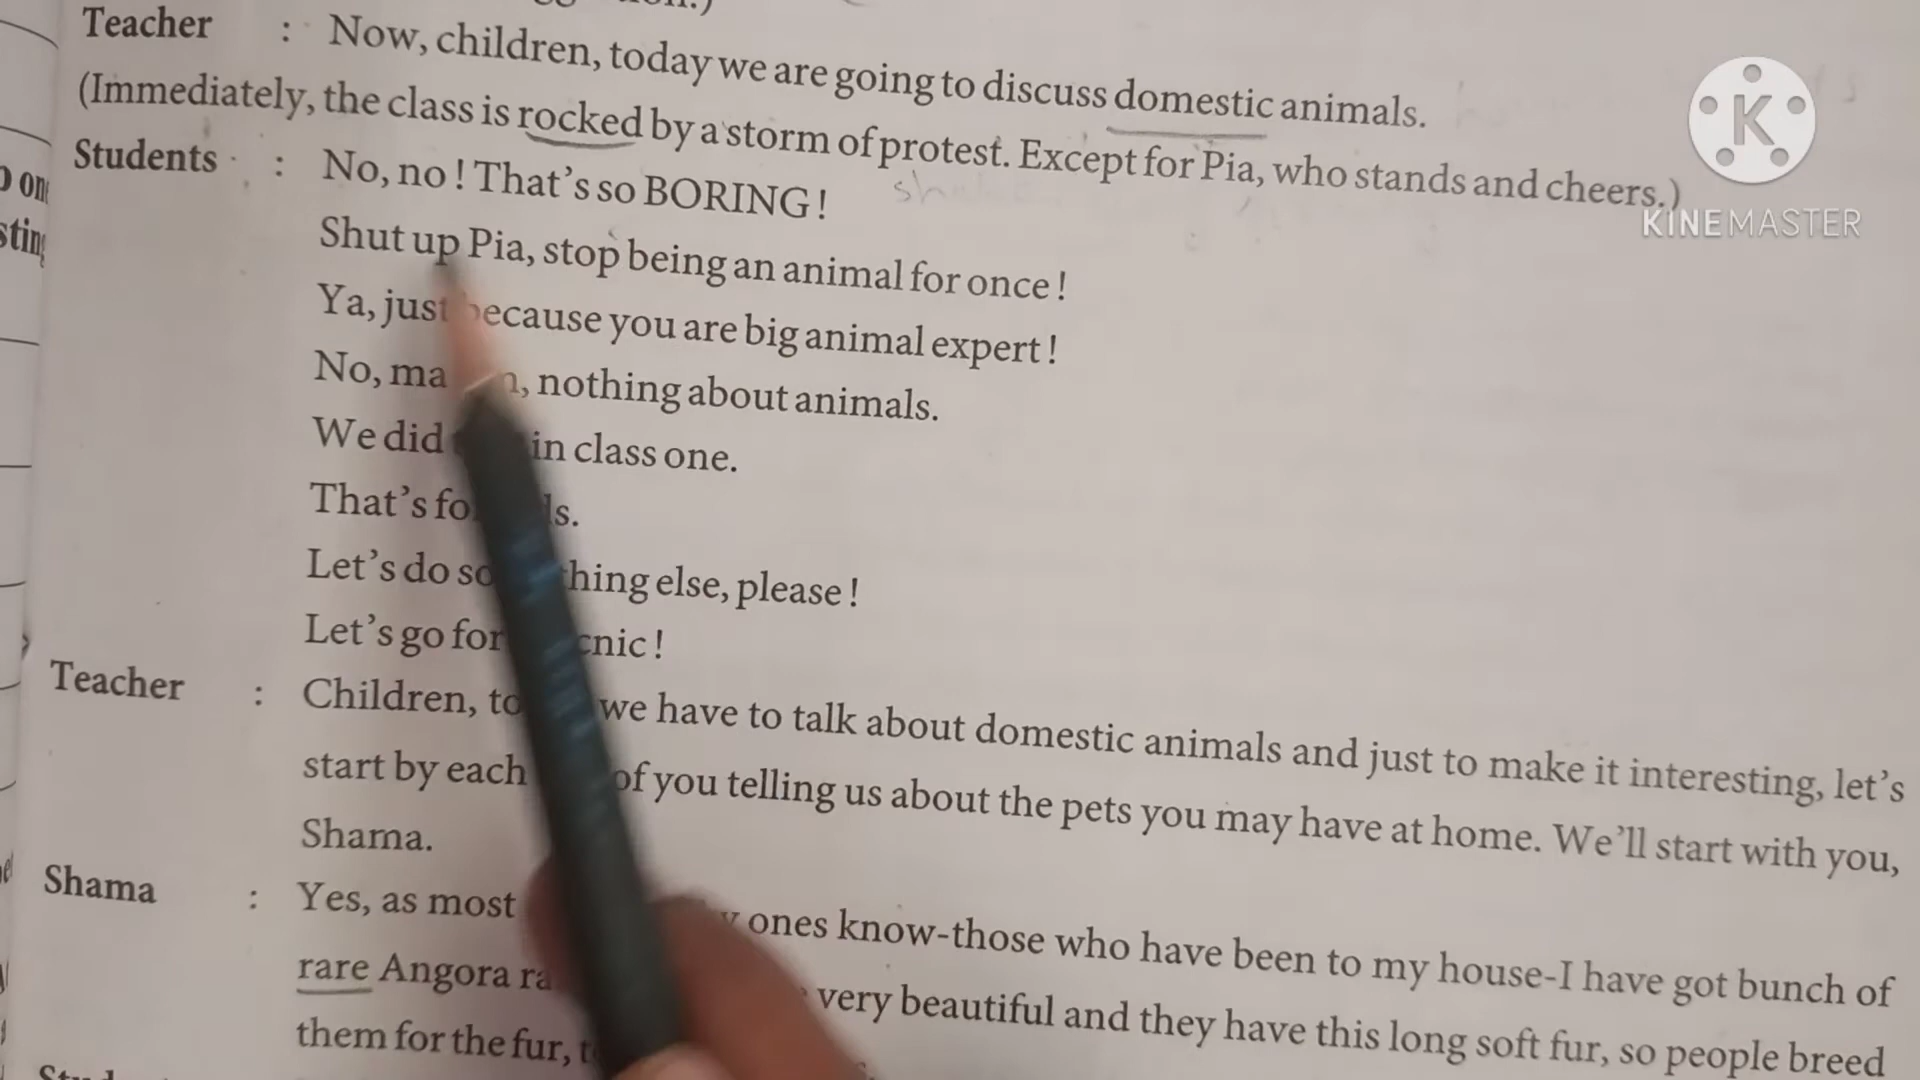 Teacher : Now, children, today we are going to discuss domestic animals.
(Immediately, the class is rocked by a storm of protest. Except for Pia, who stands and cheers.)
Students : No, no ! That's so BORING !
Shut up Pia, stop being an animal for once !
Ya, just because you are big animal expert !
No, nothing about animals.
We did in class one.
That's
Let's do else, please !
Let's go for
Teacher : Children, we have to talk about domestic animals and just to make it interesting, let's
start by each of you telling us about the pets you may have at home. We'll start with you,
Shama.
Shama : Yes, as most ones know-those who have been to my house-I have got bunch of
rare Angora very beautiful and they have this long soft fur, so people breed
them for the fur,
K
KINEMASTER